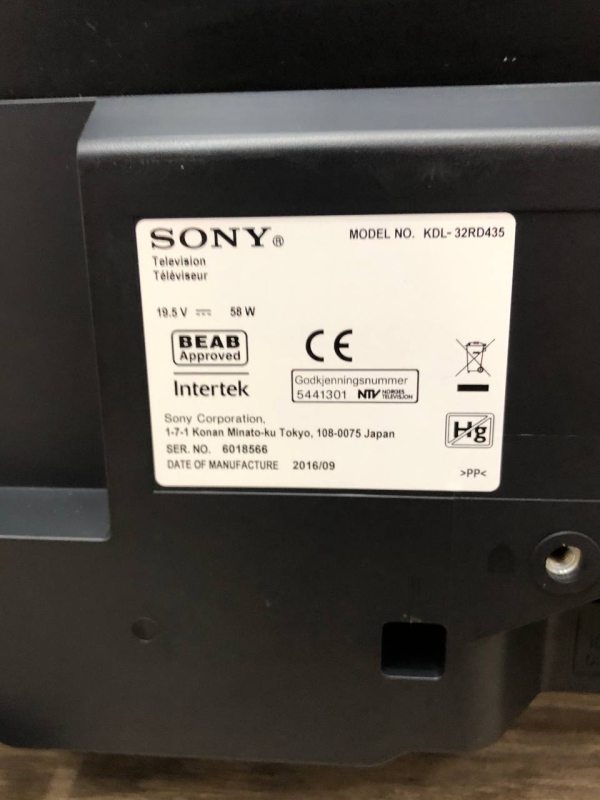 SONY® MODEL NO. KDL-32RD435
Television
Téléviseur
19.5 V ⎓ 58 W
BEAB
Approved
Intertek
CE
Godkjenningsnummer
5441301 NTV NORGES TELEVISJON
Hg
Sony Corporation,
1-7-1 Konan Minato-ku Tokyo, 108-0075 Japan
SER. NO. 6018566
DATE OF MANUFACTURE 2016/09
>PP<